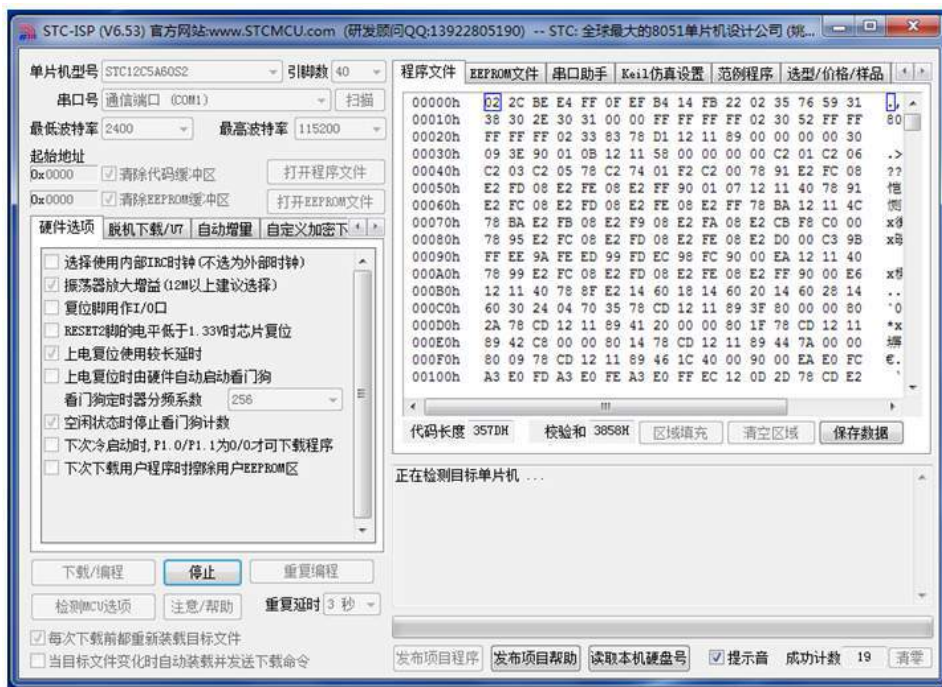 STC-ISP (V6.53) 官方网站:www.STCMCU.com (研发顾问QQ:13922805190) -- STC: 全球最大的8051单片机设计公司 (姚...
单片机型号 STC12C5A60S2 引脚数 40
串口号 通信端口 (COM1) 扫描
最低波特率 2400 最高波特率 115200
起始地址
0x0000 清除代码缓冲区 打开程序文件
0x0000 清除EEPROM缓冲区 打开EEPROM文件
硬件选项 脱机下载/U7 自动增量 自定义加密下
选择使用内部IRC时钟(不选为外部时钟)
振荡器放大增益(12M以上建议选择)
复位脚用作I/O口
RESET2脚的电平低于1.33V时芯片复位
上电复位使用较长延时
上电复位时由硬件自动启动看门狗
看门狗定时器分频系数 256
空闲状态时停止看门狗计数
下次冷启动时,P1.0/P1.1为0/0才可下载程序
下次下载用户程序时擦除用户EEPROM区
下载/编程 停止 重复编程
检测MCU选项 注意/帮助 重复延时 3 秒
每次下载前都重新装载目标文件
当目标文件变化时自动装载并发送下载命令
程序文件 EEPROM文件 串口助手 Keil仿真设置 范例程序 选型/价格/样品
00000h 02 2C BE E4 FF 0F EF B4 14 FB 22 02 35 76 59 31 .,
00010h 38 30 2E 30 31 00 00 FF FF FF FF 02 30 52 FF FF 80
00020h FF FF FF 02 33 83 78 D1 12 11 89 00 00 00 00 30
00030h 09 3E 90 01 0B 12 11 58 00 00 00 00 C2 01 C2 06 .>
00040h C2 03 C2 05 78 C2 74 01 F2 C2 00 78 91 E2 FC 08 ??
00050h E2 FD 08 E2 FE 08 E2 FF 90 01 07 12 11 40 78 91
00060h E2 FC 08 E2 FD 08 E2 FE 08 E2 FF 78 BA 12 11 4C
00070h 78 BA E2 FB 08 E2 F9 08 E2 FA 08 E2 CB F8 C0 00
00080h 78 95 E2 FC 08 E2 FD 08 E2 FE 08 E2 D0 00 C3 9B
00090h FF EE 9A FE ED 99 FD EC 98 FC 90 00 EA 12 11 40
000A0h 78 99 E2 FC 08 E2 FD 08 E2 FE 08 E2 FF 90 00 E6
000B0h 12 11 40 78 8F E2 14 60 18 14 60 20 14 60 28 14 ..
000C0h 60 30 24 04 70 35 78 CD 12 11 89 3F 80 00 00 80 `0
000D0h 2A 78 CD 12 11 89 41 20 00 00 80 1F 78 CD 12 11 *x
000E0h 89 42 C8 00 00 80 14 78 CD 12 11 89 44 7A 00 00
000F0h 80 09 78 CD 12 11 89 46 1C 40 00 90 00 EA E0 FC €.
00100h A3 E0 FD A3 E0 FE A3 E0 FF EC 12 0D 2D 78 CD E2
代码长度 357DH 校验和 3858H 区域填充 清空区域 保存数据
正在检测目标单片机 ...
发布项目程序 发布项目帮助 读取本机硬盘号 提示音 成功计数 19 清零